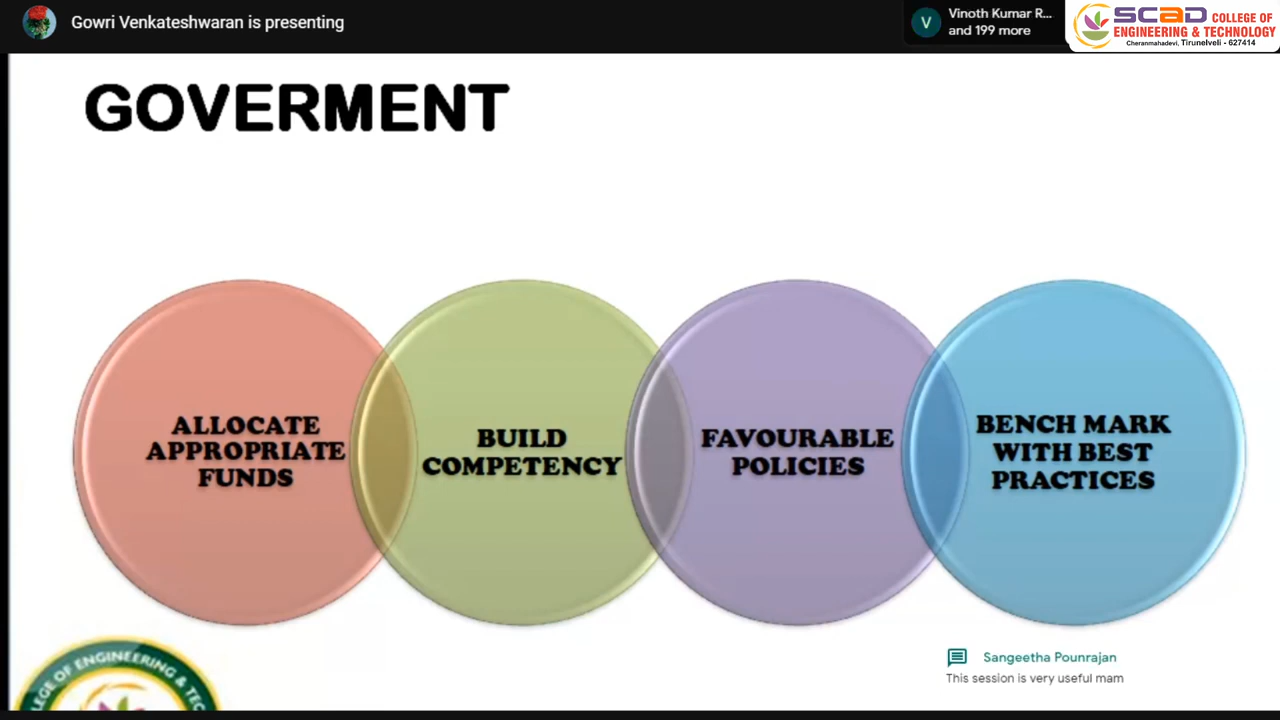 Gowri Venkateshwaran is presenting
V
Vinoth Kumar R...
and 199 more
SCAD COLLEGE OF
ENGINEERING & TECHNOLOGY
Cheranmahadevi, Tirunelveli - 627414
GOVERMENT
ALLOCATE
APPROPRIATE
FUNDS
BUILD
COMPETENCY
FAVOURABLE
POLICIES
BENCH MARK
WITH BEST
PRACTICES
Sangeetha Pounrajan
This session is very useful mam
OF ENGINEERING &